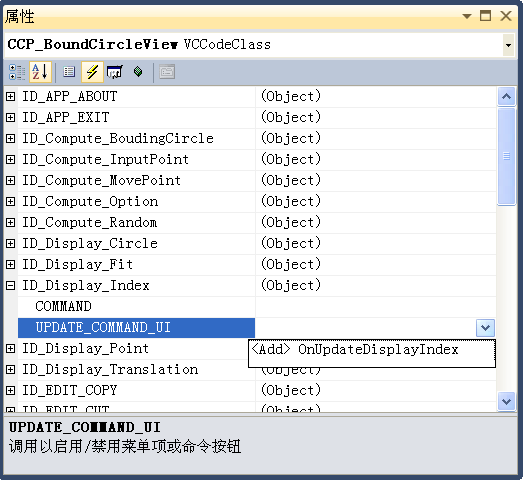 属性
CCP_BoundCircleView VCCodeClass
ID_APP_ABOUT (Object)
ID_APP_EXIT (Object)
ID_Compute_BoudingCircle (Object)
ID_Compute_InputPoint (Object)
ID_Compute_MovePoint (Object)
ID_Compute_Option (Object)
ID_Compute_Random (Object)
ID_Display_Circle (Object)
ID_Display_Fit (Object)
ID_Display_Index (Object)
COMMAND
UPDATE_COMMAND_UI
ID_Display_Point
<Add> OnUpdateDisplayIndex
ID_Display_Translation (Object)
ID_EDIT_COPY (Object)
ID_EDIT_CUT (Object)
UPDATE_COMMAND_UI
调用以启用/禁用菜单项或命令按钮